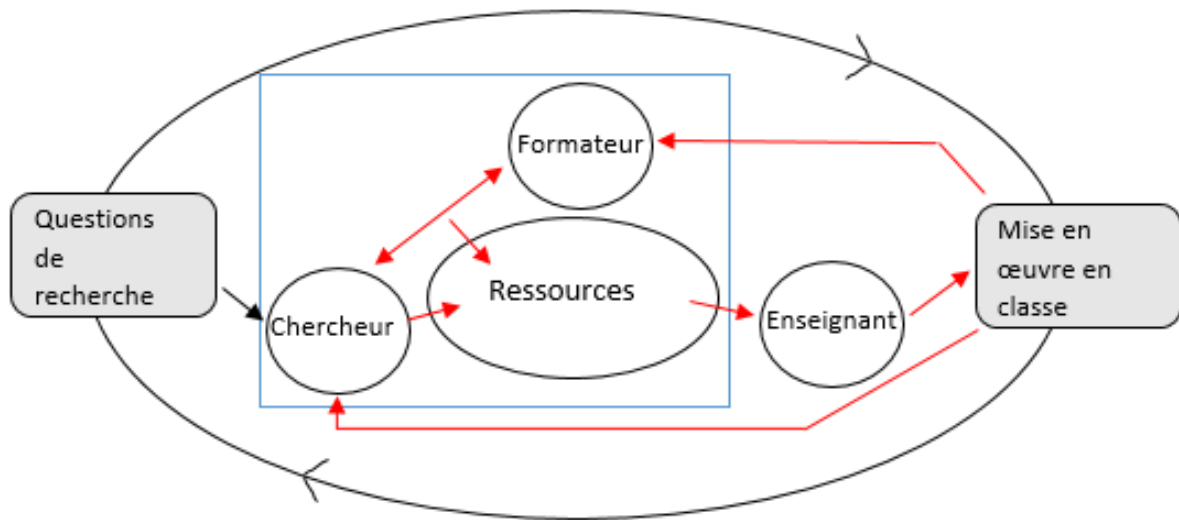 Formateur
Questions
de
recherche
Mise en
œuvre en
classe
Ressources
Chercheur
Enseignant